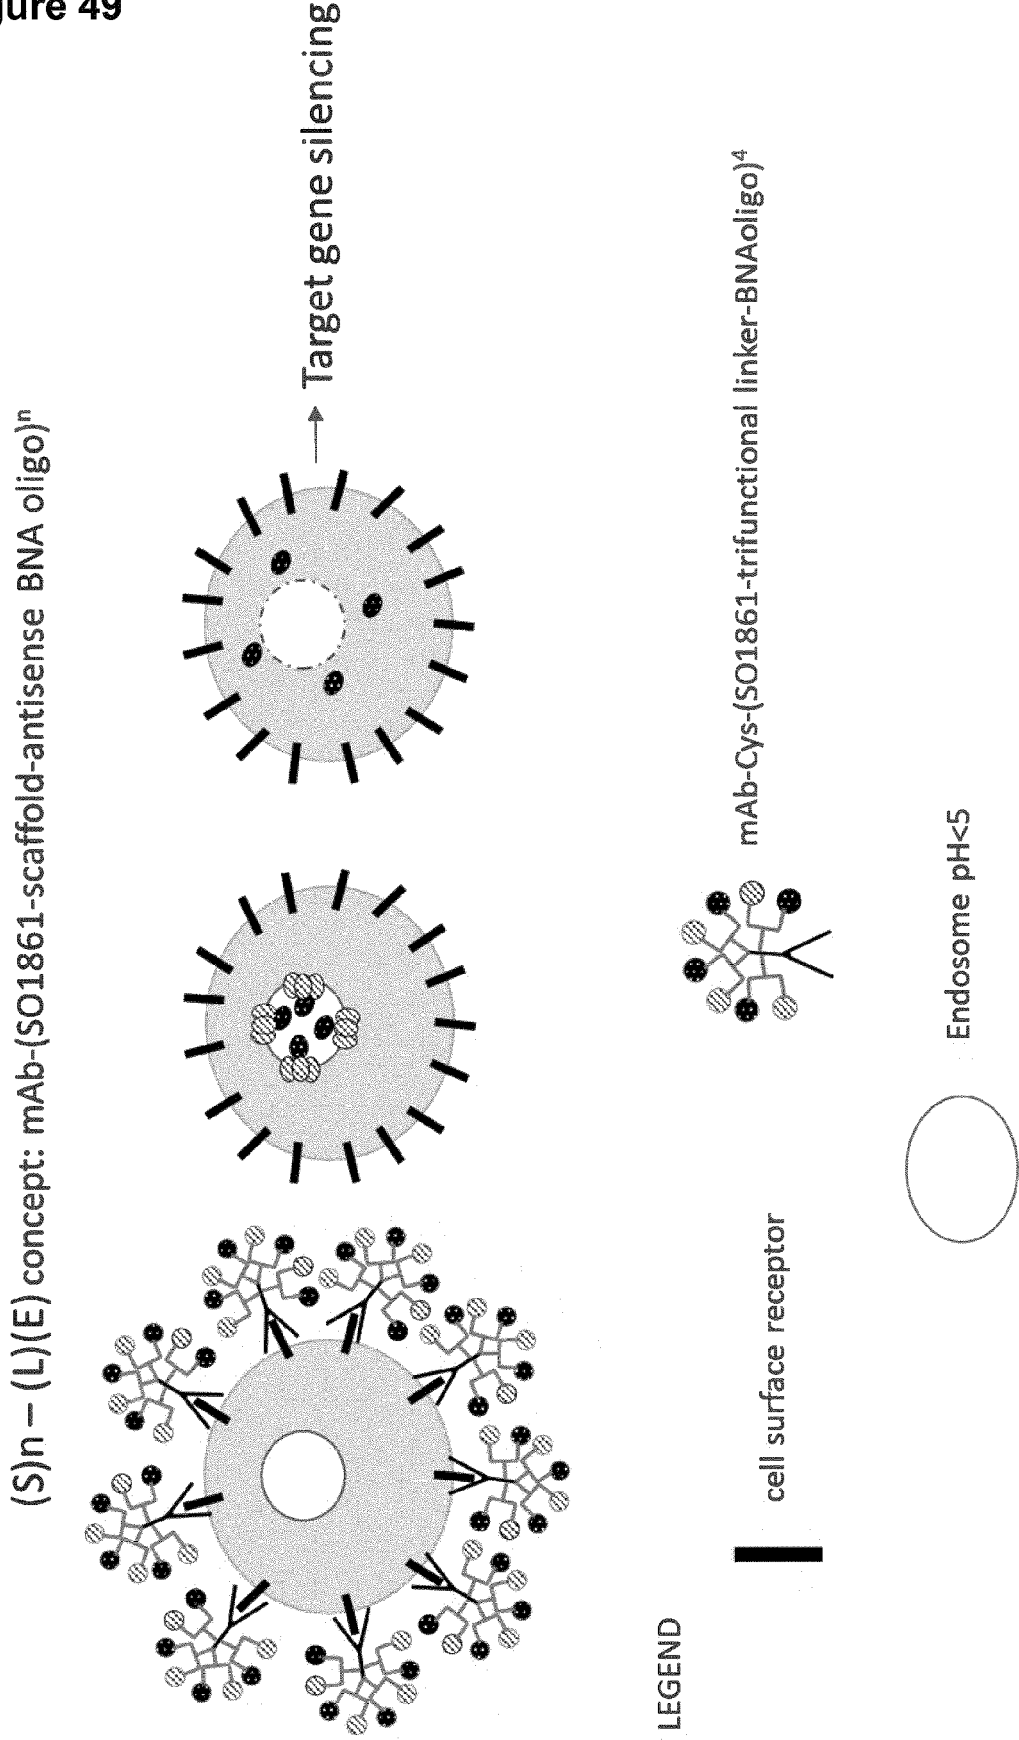 gure 49
(S)n – (L)(E) concept: mAb-(SO1861-scaffold-antisense BNA oligo)ⁿ
Target gene silencing
LEGEND
cell surface receptor
mAb-Cys-(SO1861-trifunctional linker-BNAoligo)⁴
Endosome pH<5